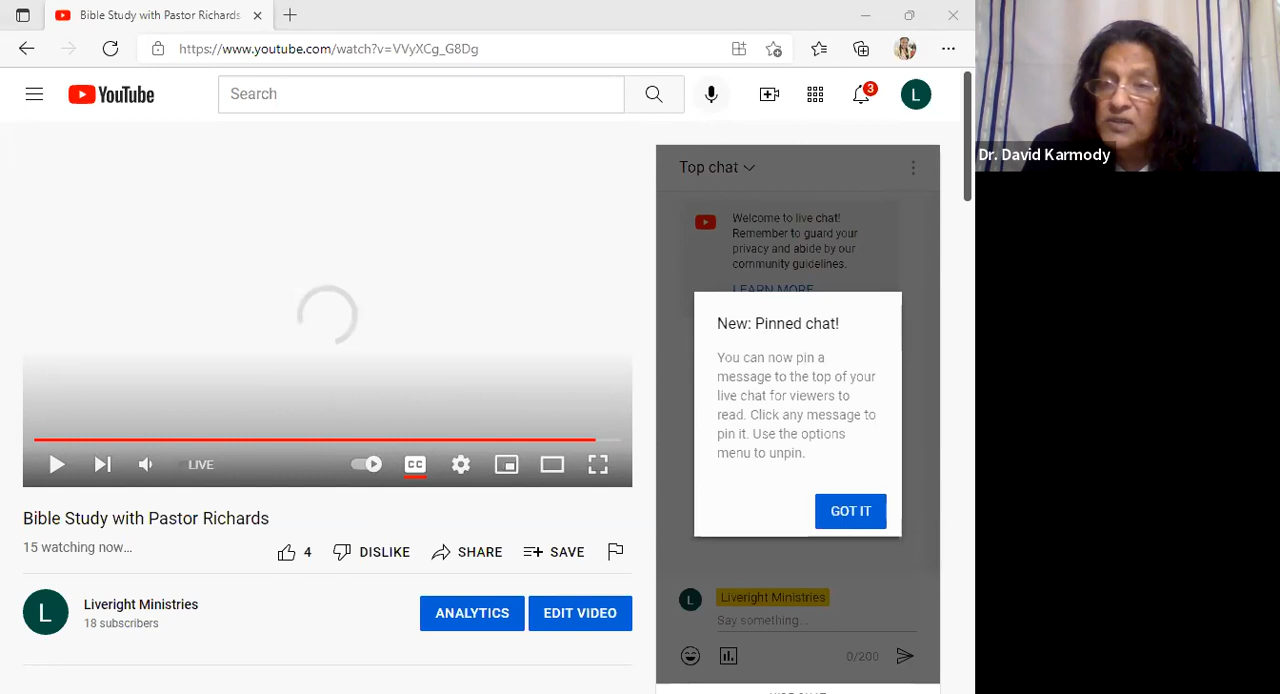 Bible Study with Pastor Richards
https://www.youtube.com/watch?v=VVyXCg_G8Dg
YouTube
Search
3
L
Dr. David Karmody
Top chat
Welcome to live chat!
Remember to guard your
privacy and abide by our
community guidelines.
LEARN MORE
New: Pinned chat!
You can now pin a
message to the top of your
live chat for viewers to
read. Click any message to
pin it. Use the options
menu to unpin.
GOT IT
LIVE
CC
Bible Study with Pastor Richards
15 watching now...
4
DISLIKE
SHARE
SAVE
L
Liveright Ministries
18 subscribers
ANALYTICS
EDIT VIDEO
L
Liveright Ministries
Say something...
0/200